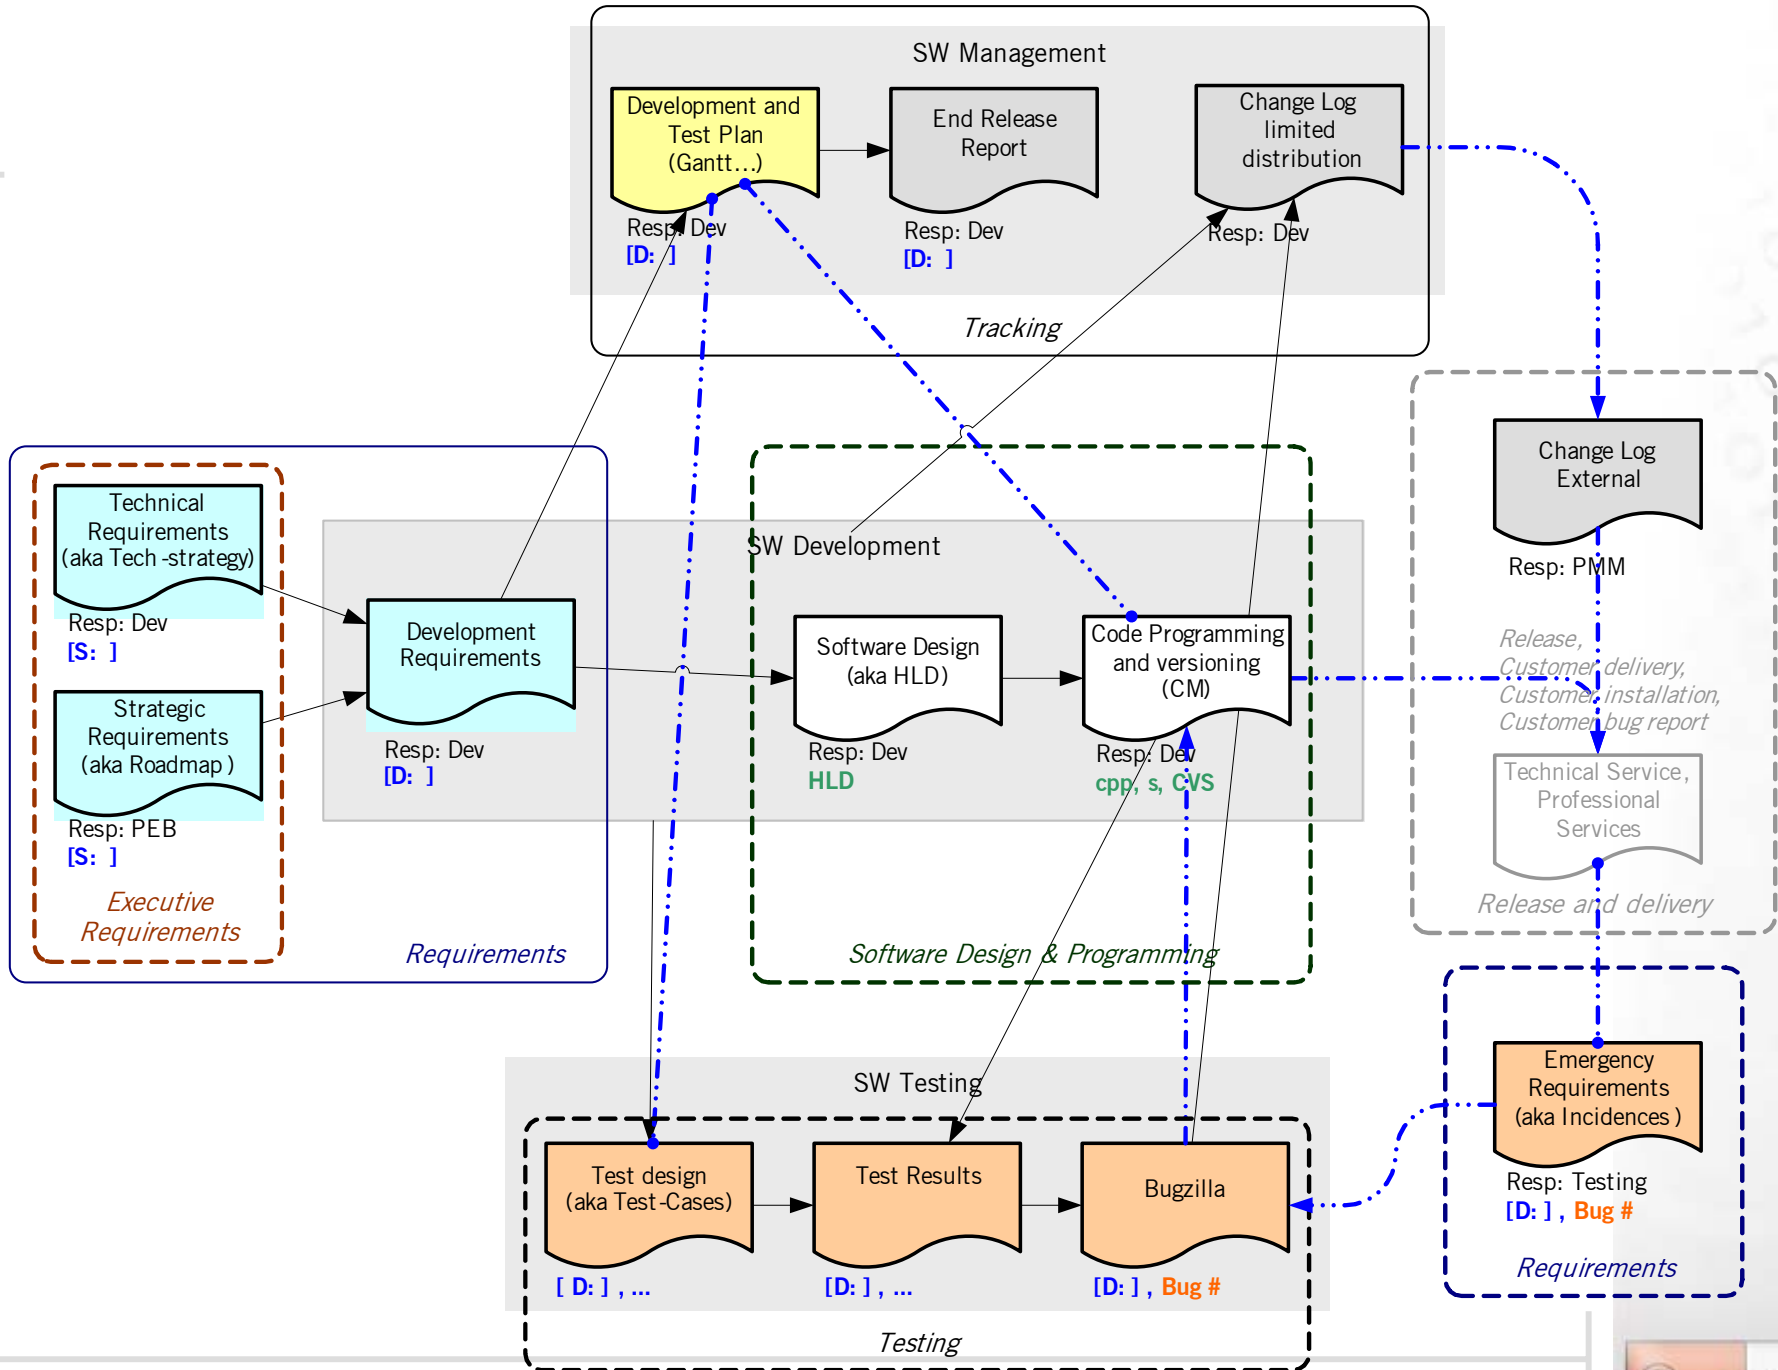 SW Management
Development and
Test Plan
(Gantt...)
Resp: Dev
[D: ]
End Release
Report
Resp: Dev
[D: ]
Change Log
limited
distribution
Resp: Dev
Tracking
Technical
Requirements
(aka Tech-strategy)
Resp: Dev
[S: ]
Strategic
Requirements
(aka Roadmap)
Resp: PEB
[S: ]
Executive
Requirements
Requirements
SW Development
Development
Requirements
Resp: Dev
[D: ]
Software Design
(aka HLD)
Resp: Dev
HLD
Code Programming
and versioning
(CM)
Resp: Dev
cpp, s, CVS
Software Design & Programming
Change Log
External
Resp: PMM
Release,
Customer delivery,
Customer installation,
Customer bug report
Technical Service,
Professional
Services
Release and delivery
SW Testing
Test design
(aka Test-Cases)
[ D: ] , ...
Test Results
[D: ] , ...
Bugzilla
[D: ] , Bug #
Testing
Emergency
Requirements
(aka Incidences)
Resp: Testing
[D: ] , Bug #
Requirements